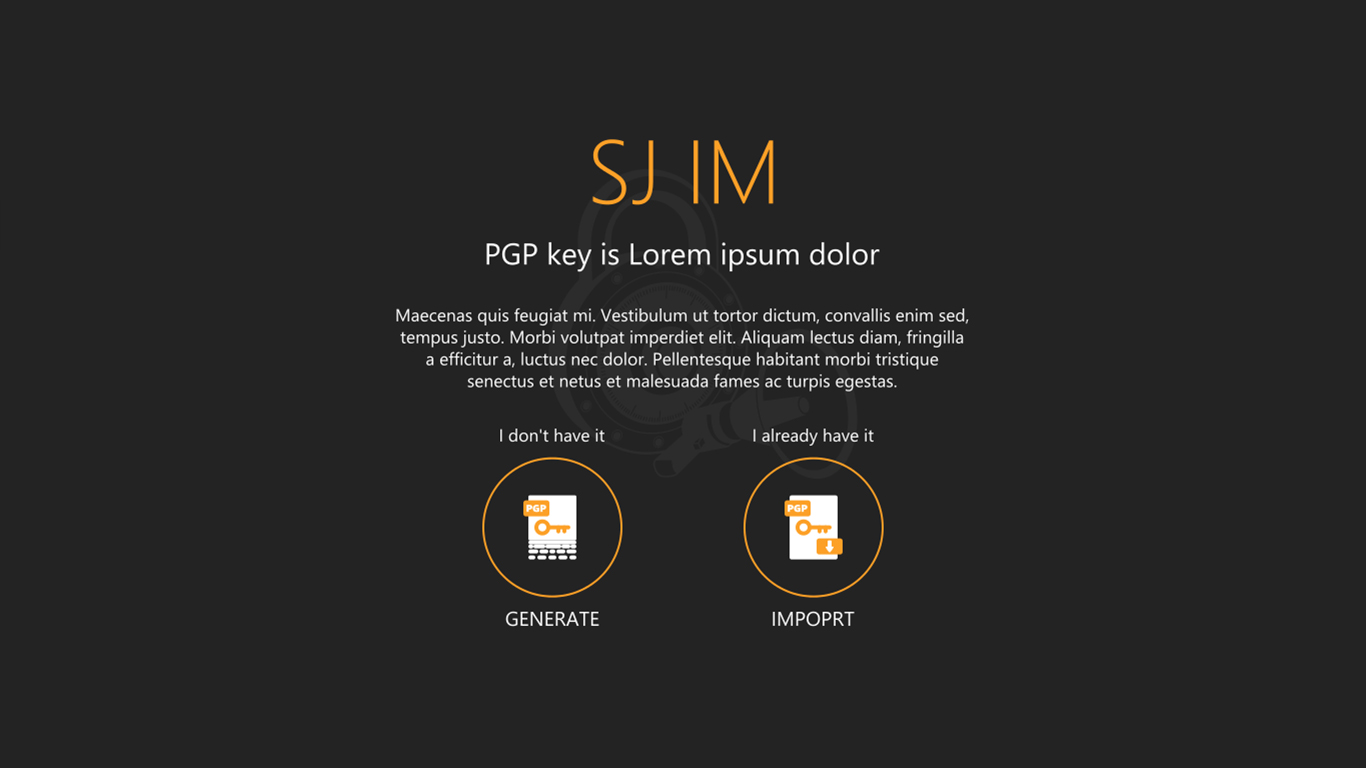 SJ IM
PGP key is Lorem ipsum dolor
Maecenas quis feugiat mi. Vestibulum ut tortor dictum, convallis enim sed,
tempus justo. Morbi volutpat imperdiet elit. Aliquam lectus diam, fringilla
a efficitur a, luctus nec dolor. Pellentesque habitant morbi tristique
senectus et netus et malesuada fames ac turpis egestas.
I don't have it
I already have it
PGP
PGP
GENERATE
IMPOPRT